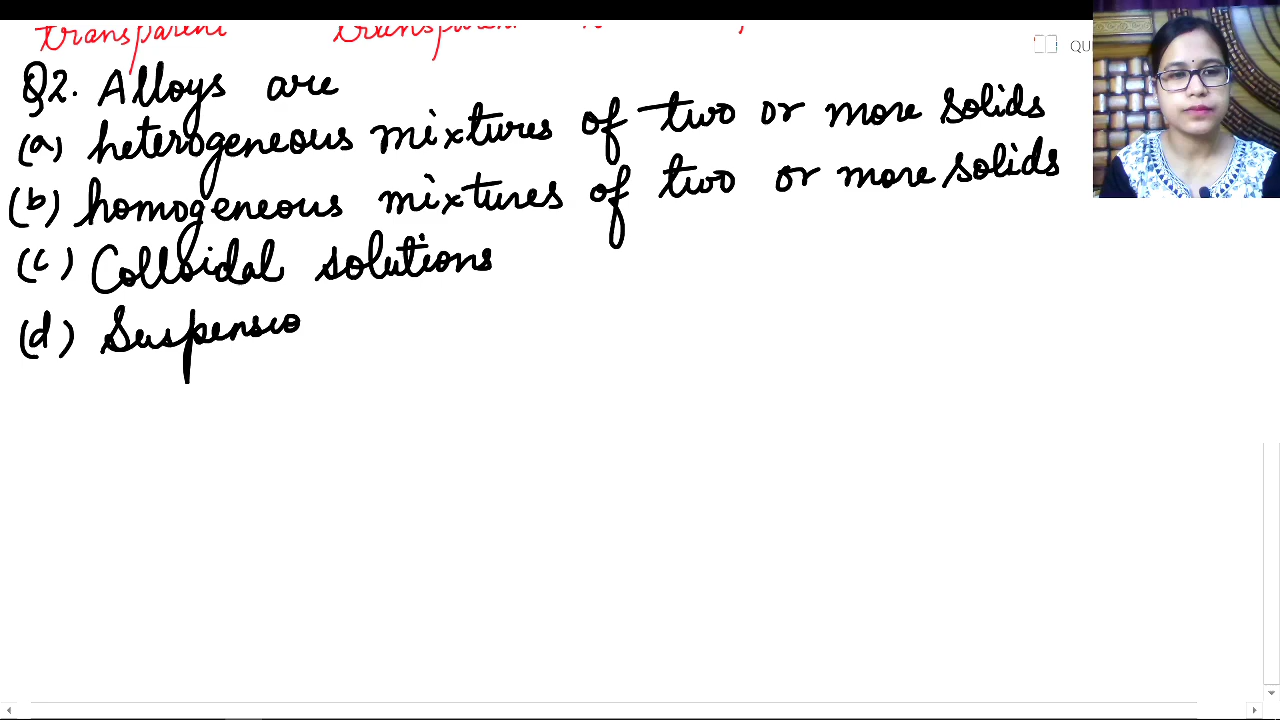 transparent
Q2. Alloys are
(a) heterogeneous mixtures of two or more solids
(b) homogeneous mixtures of two or more solids
(c) Colloidal solutions
(d) Suspensio